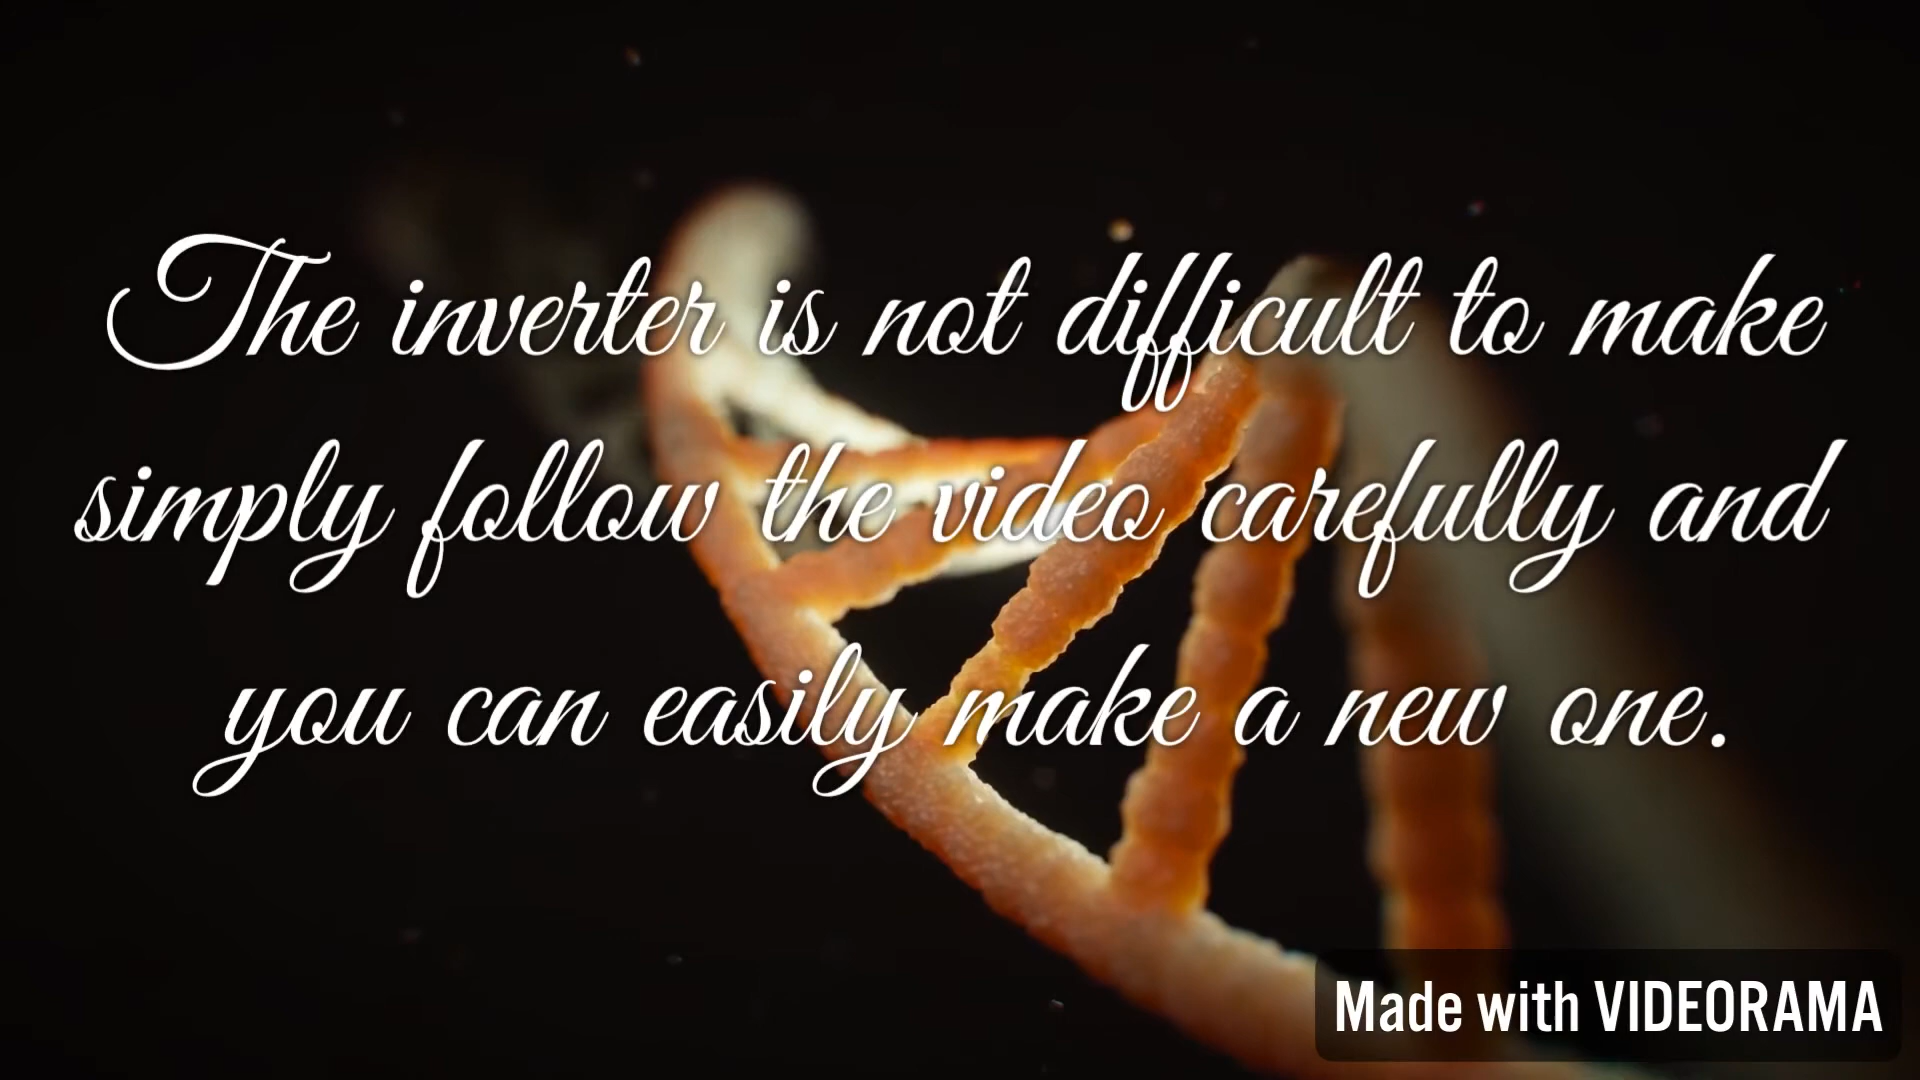 The inverter is not difficult to make
simply follow the video carefully and
you can easily make a new one.
Made with VIDEORAMA